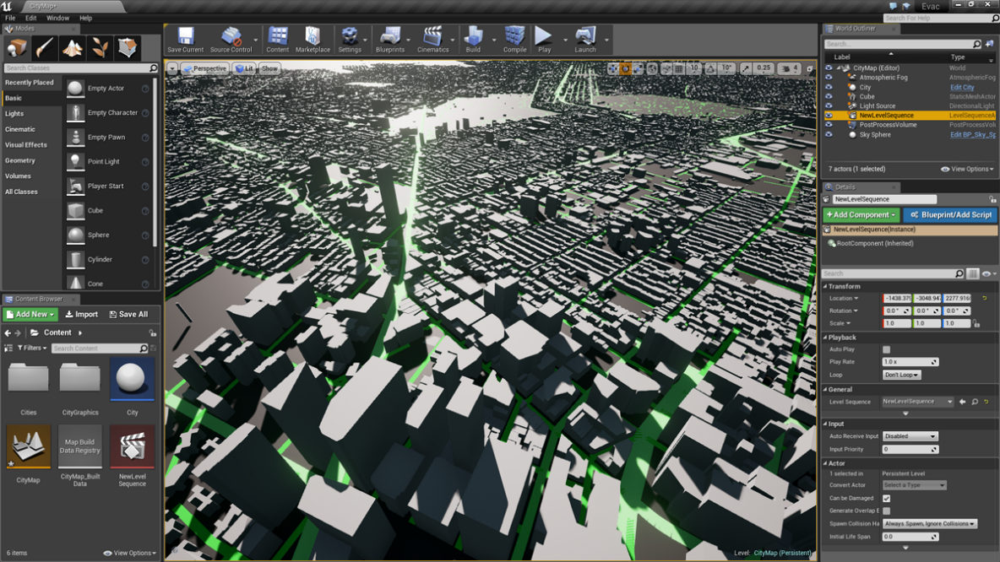 CityMap*
Evac
File Edit Window Help
Search For Help
Modes
Search Classes
Recently Placed
Basic
Lights
Cinematic
Visual Effects
Geometry
Volumes
All Classes
Empty Actor
Empty Character
Empty Pawn
Point Light
Player Start
Cube
Sphere
Cylinder
Cone
Save Current
Source Control
Content
Marketplace
Settings
Blueprints
Cinematics
Build
Compile
Play
Launch
Perspective
Lit
Show
10
10°
0.25
4
Level: CityMap (Persistent)
Content Browser
Add New
Import
Save All
Content
Filters
Search Content
Cities
CityGraphics
City
Map Build
Data Registry
CityMap
CityMap_Built
Data
NewLevel
Sequence
6 items
View Options
World Outliner
Search...
Label
Type
CityMap (Editor) World
Atmospheric Fog AtmosphericFog
City Edit City
Cube StaticMeshActor
Light Source DirectionalLight
NewLevelSequence LevelSequenceA
PostProcessVolume PostProcessVolu
Sky Sphere Edit BP_Sky_Sp
7 actors (1 selected)
View Options
Details
NewLevelSequence
+ Add Component
Blueprint/Add Script
NewLevelSequence(Instance)
RootComponent (Inherited)
Search
Transform
Location -1438.375 -3048.947 2277.9165
Rotation 0.0° 0.0° 0.0°
Scale 1.0 1.0 1.0
Playback
Auto Play
Play Rate 1.0 x
Loop Don't Loop
General
Level Sequence NewLevelSequence
Input
Auto Receive Input Disabled
Input Priority 0
Actor
1 selected in Persistent Level
Convert Actor Select a Type
Can be Damaged
Generate Overlap E
Spawn Collision Ha Always Spawn, Ignore Collisions
Initial Life Span 0.0